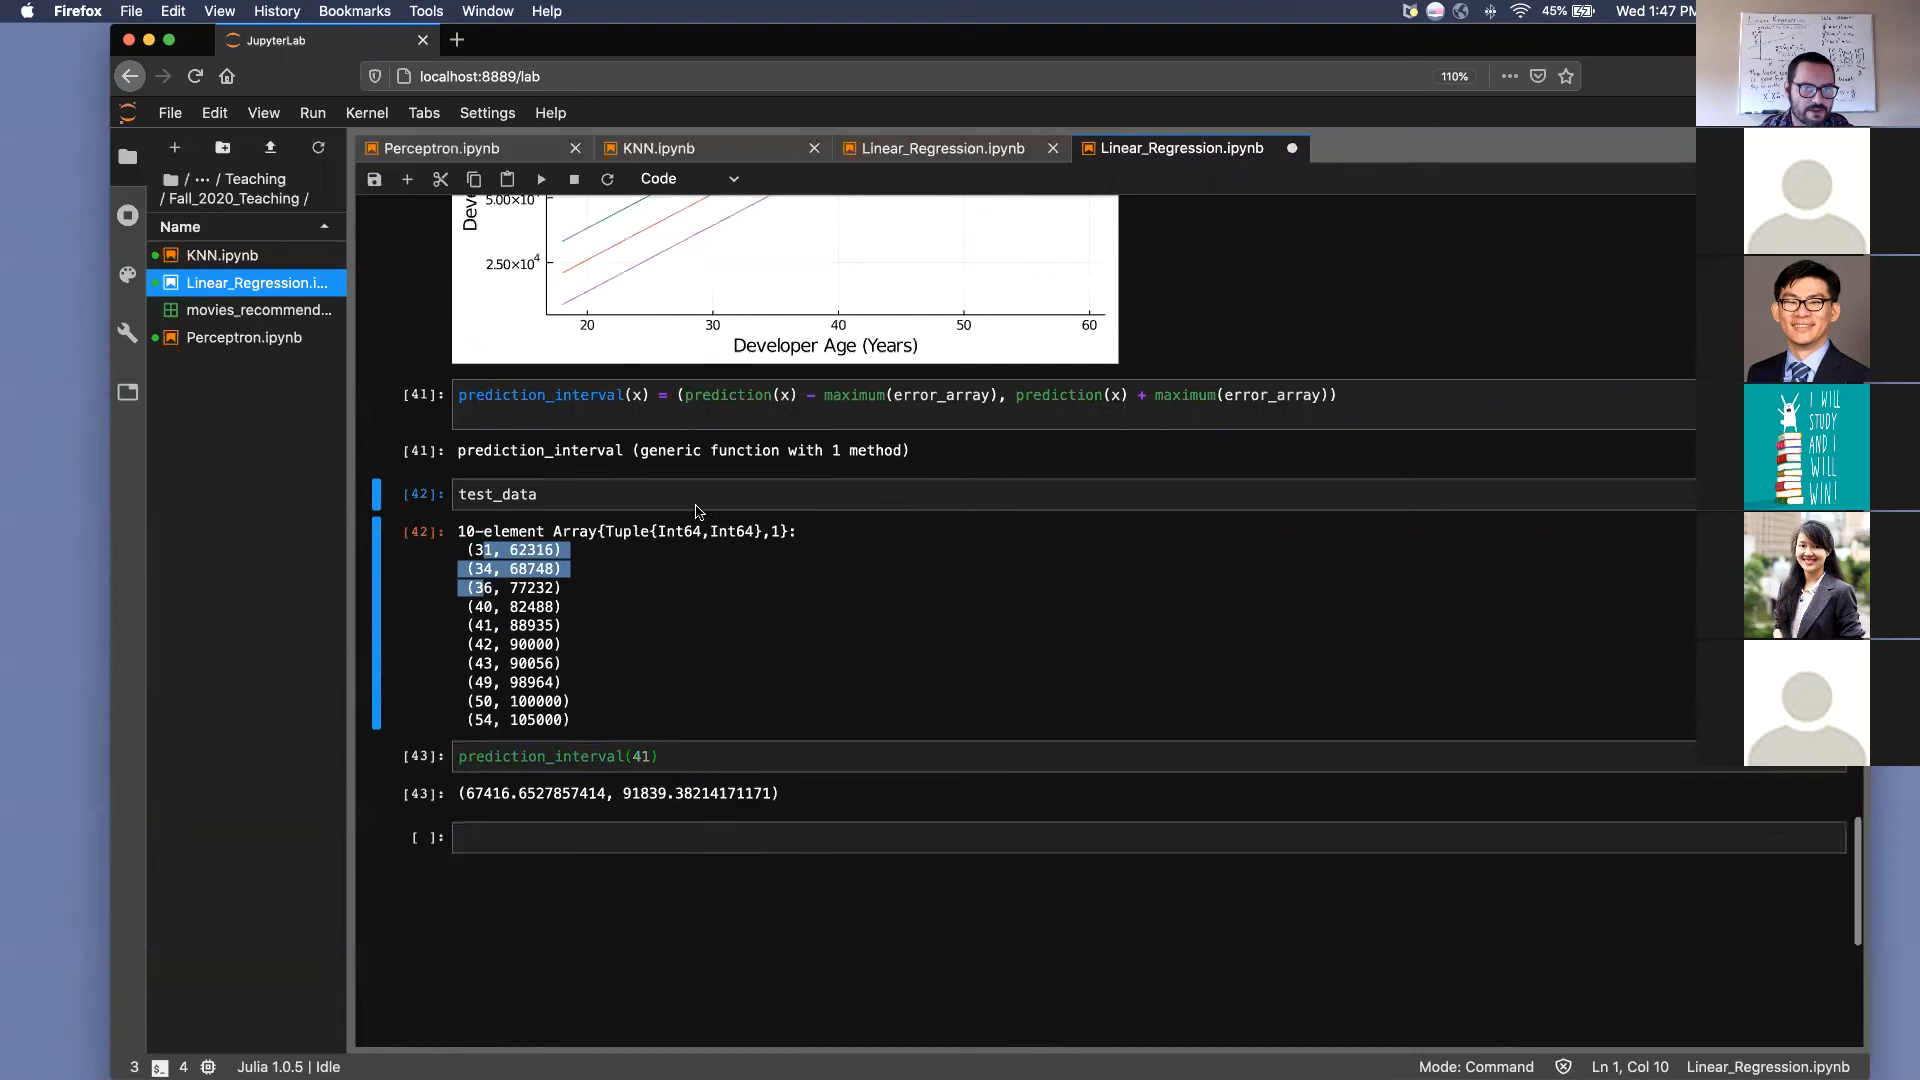 Firefox File Edit View History Bookmarks Tools Window Help 45% Wed 1:47 PM
JupyterLab
localhost:8889/lab 110%
File Edit View Run Kernel Tabs Settings Help
Perceptron.ipynb KNN.ipynb Linear_Regression.ipynb Linear_Regression.ipynb
/ ··· / Teaching
/ Fall_2020_Teaching /
Code
Name
KNN.ipynb
Linear_Regression.i...
movies_recommend...
Perceptron.ipynb
2.50×10⁴
20 30 40 50 60
Developer Age (Years)
[41]: prediction_interval(x) = (prediction(x) - maximum(error_array), prediction(x) + maximum(error_array))
[41]: prediction_interval (generic function with 1 method)
[42]: test_data
[42]: 10-element Array{Tuple{Int64,Int64},1}:
(31, 62316)
(34, 68748)
(36, 77232)
(40, 82488)
(41, 88935)
(42, 90000)
(43, 90056)
(49, 98964)
(50, 100000)
(54, 105000)
[43]: prediction_interval(41)
[43]: (67416.6527857414, 91839.38214171171)
[ ]:
3 4 Julia 1.0.5 | Idle Mode: Command Ln 1, Col 10 Linear_Regression.ipynb
I WILL
STUDY
AND I
WILL
WIN!